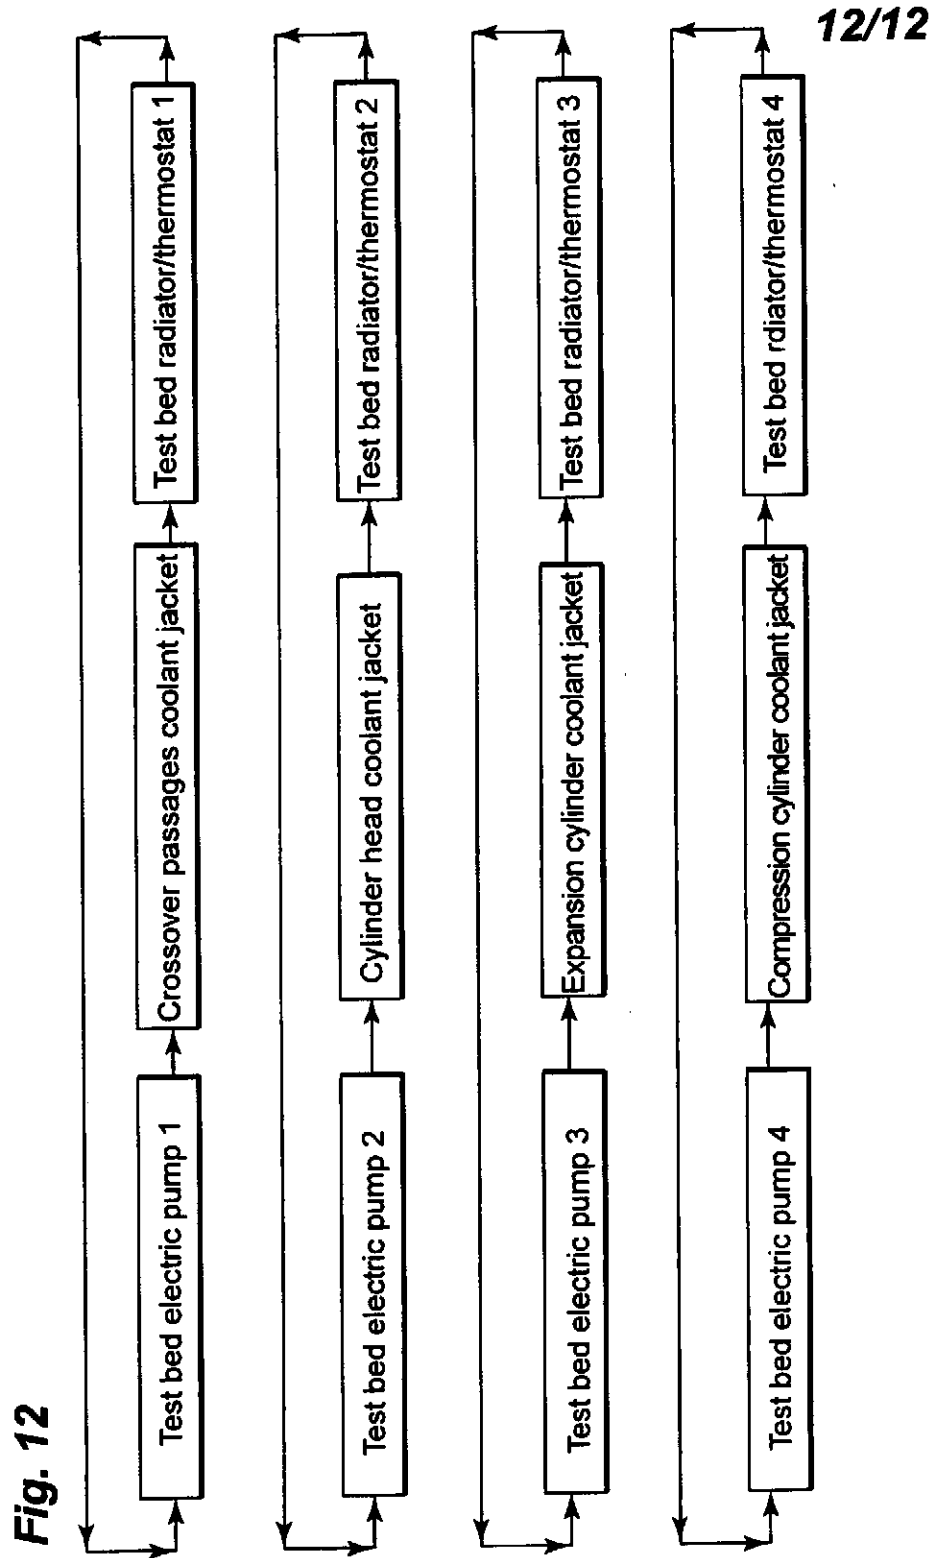 12/12
Fig. 12
Test bed electric pump 1
Crossover passages coolant jacket
Test bed radiator/thermostat 1
Test bed electric pump 2
Cylinder head coolant jacket
Test bed radiator/thermostat 2
Test bed electric pump 3
Expansion cylinder coolant jacket
Test bed radiator/thermostat 3
Test bed electric pump 4
Compression cylinder coolant jacket
Test bed rdiator/thermostat 4